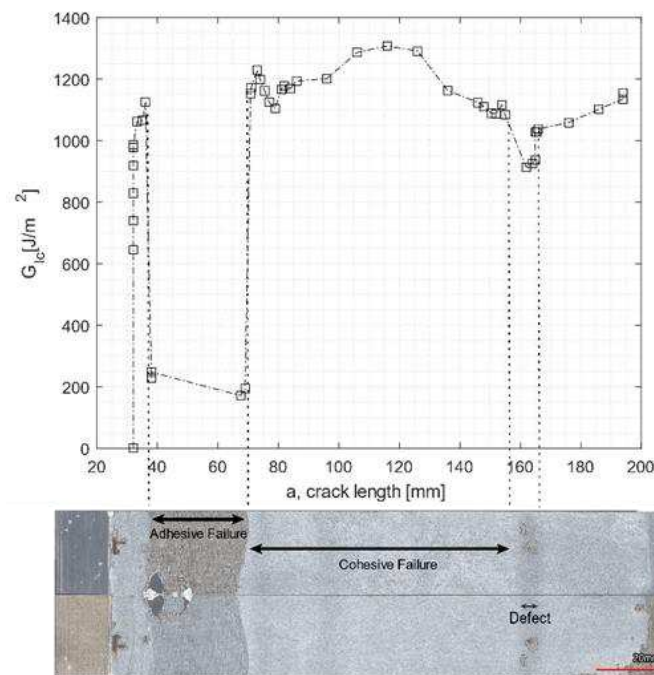 1400
1200
1000
800
600
400
200
0
G_Ic [J/m ²]
20 40 60 80 100 120 140 160 180 200
a, crack length [mm]
Adhesive Failure
Cohesive Failure
Defect